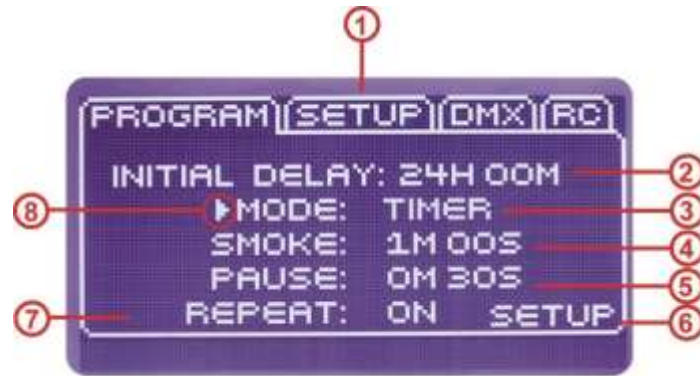 1
PROGRAM SETUP DMX RC
INITIAL DELAY: 24H 00M 2
8 MODE: TIMER 3
SMOKE: 1M 00S 4
PAUSE: 0M 30S 5
7 REPEAT: ON SETUP 6